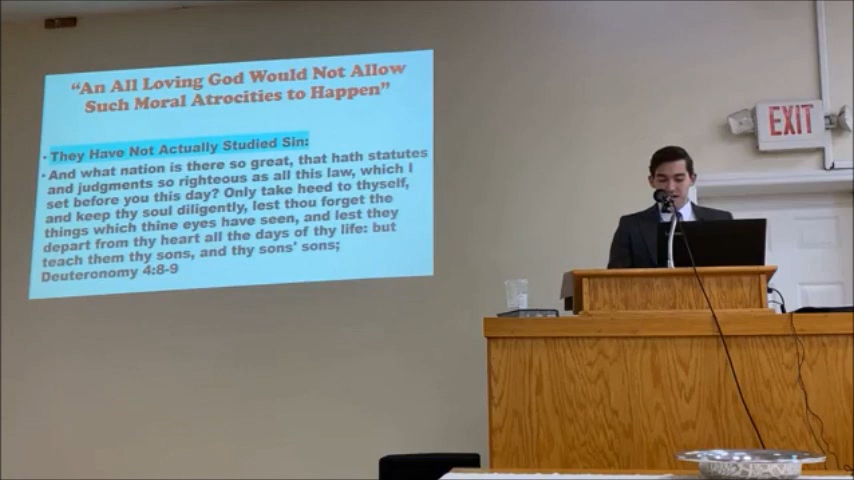 “An All Loving God Would Not Allow
Such Moral Atrocities to Happen”
• They Have Not Actually Studied Sin:
• And what nation is there so great, that hath statutes
and judgments so righteous as all this law, which I
set before you this day? Only take heed to thyself,
and keep thy soul diligently, lest thou forget the
things which thine eyes have seen, and lest they
depart from thy heart all the days of thy life: but
teach them thy sons, and thy sons' sons;
Deuteronomy 4:8-9
EXIT